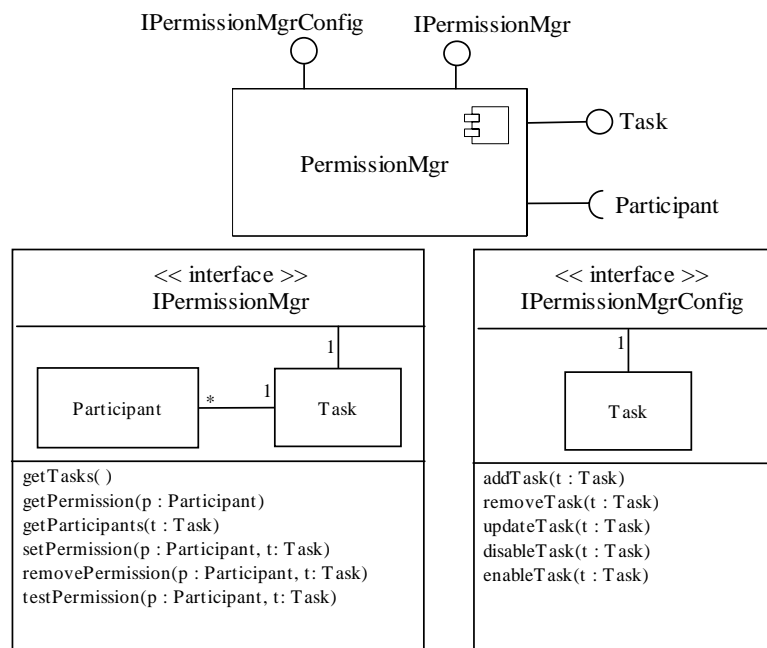 IPermissionMgrConfig
IPermissionMgr
Task
PermissionMgr
Participant
<< interface >>
IPermissionMgr
1
Participant
*
1
Task
getTasks( )
getPermission(p : Participant)
getParticipants(t : Task)
setPermission(p : Participant, t: Task)
removePermission(p : Participant, t: Task)
testPermission(p : Participant, t: Task)
<< interface >>
IPermissionMgrConfig
1
Task
addTask(t : Task)
removeTask(t : Task)
updateTask(t : Task)
disableTask(t : Task)
enableTask(t : Task)